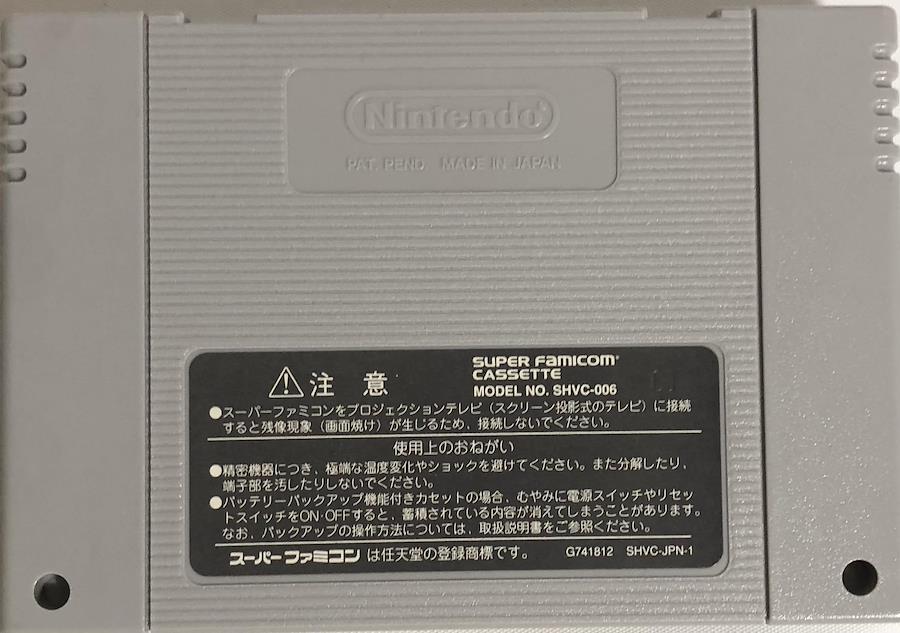 Nintendo®
PAT. PEND. MADE IN JAPAN
注意
SUPER FAMICOM®
CASSETTE
MODEL NO. SHVC-006
●スーパーファミコンをプロジェクションテレビ（スクリーン投影式のテレビ）に接続
すると残像現象（画面焼け）が生じるため、接続しないでください。
使用上のおねがい
●精密機器につき、極端な温度変化やショックを避けてください。また分解したり、
端子部を汚したりしないでください。
●バッテリーバックアップ機能付きカセットの場合、むやみに電源スイッチやリセッ
トスイッチをON·OFFすると、蓄積されている内容が消えてしまうことがあります。
なお、バックアップの操作方法については、取扱説明書をご参照ください。
スーパーファミコン は任天堂の登録商標です。 G741812 SHVC-JPN-1